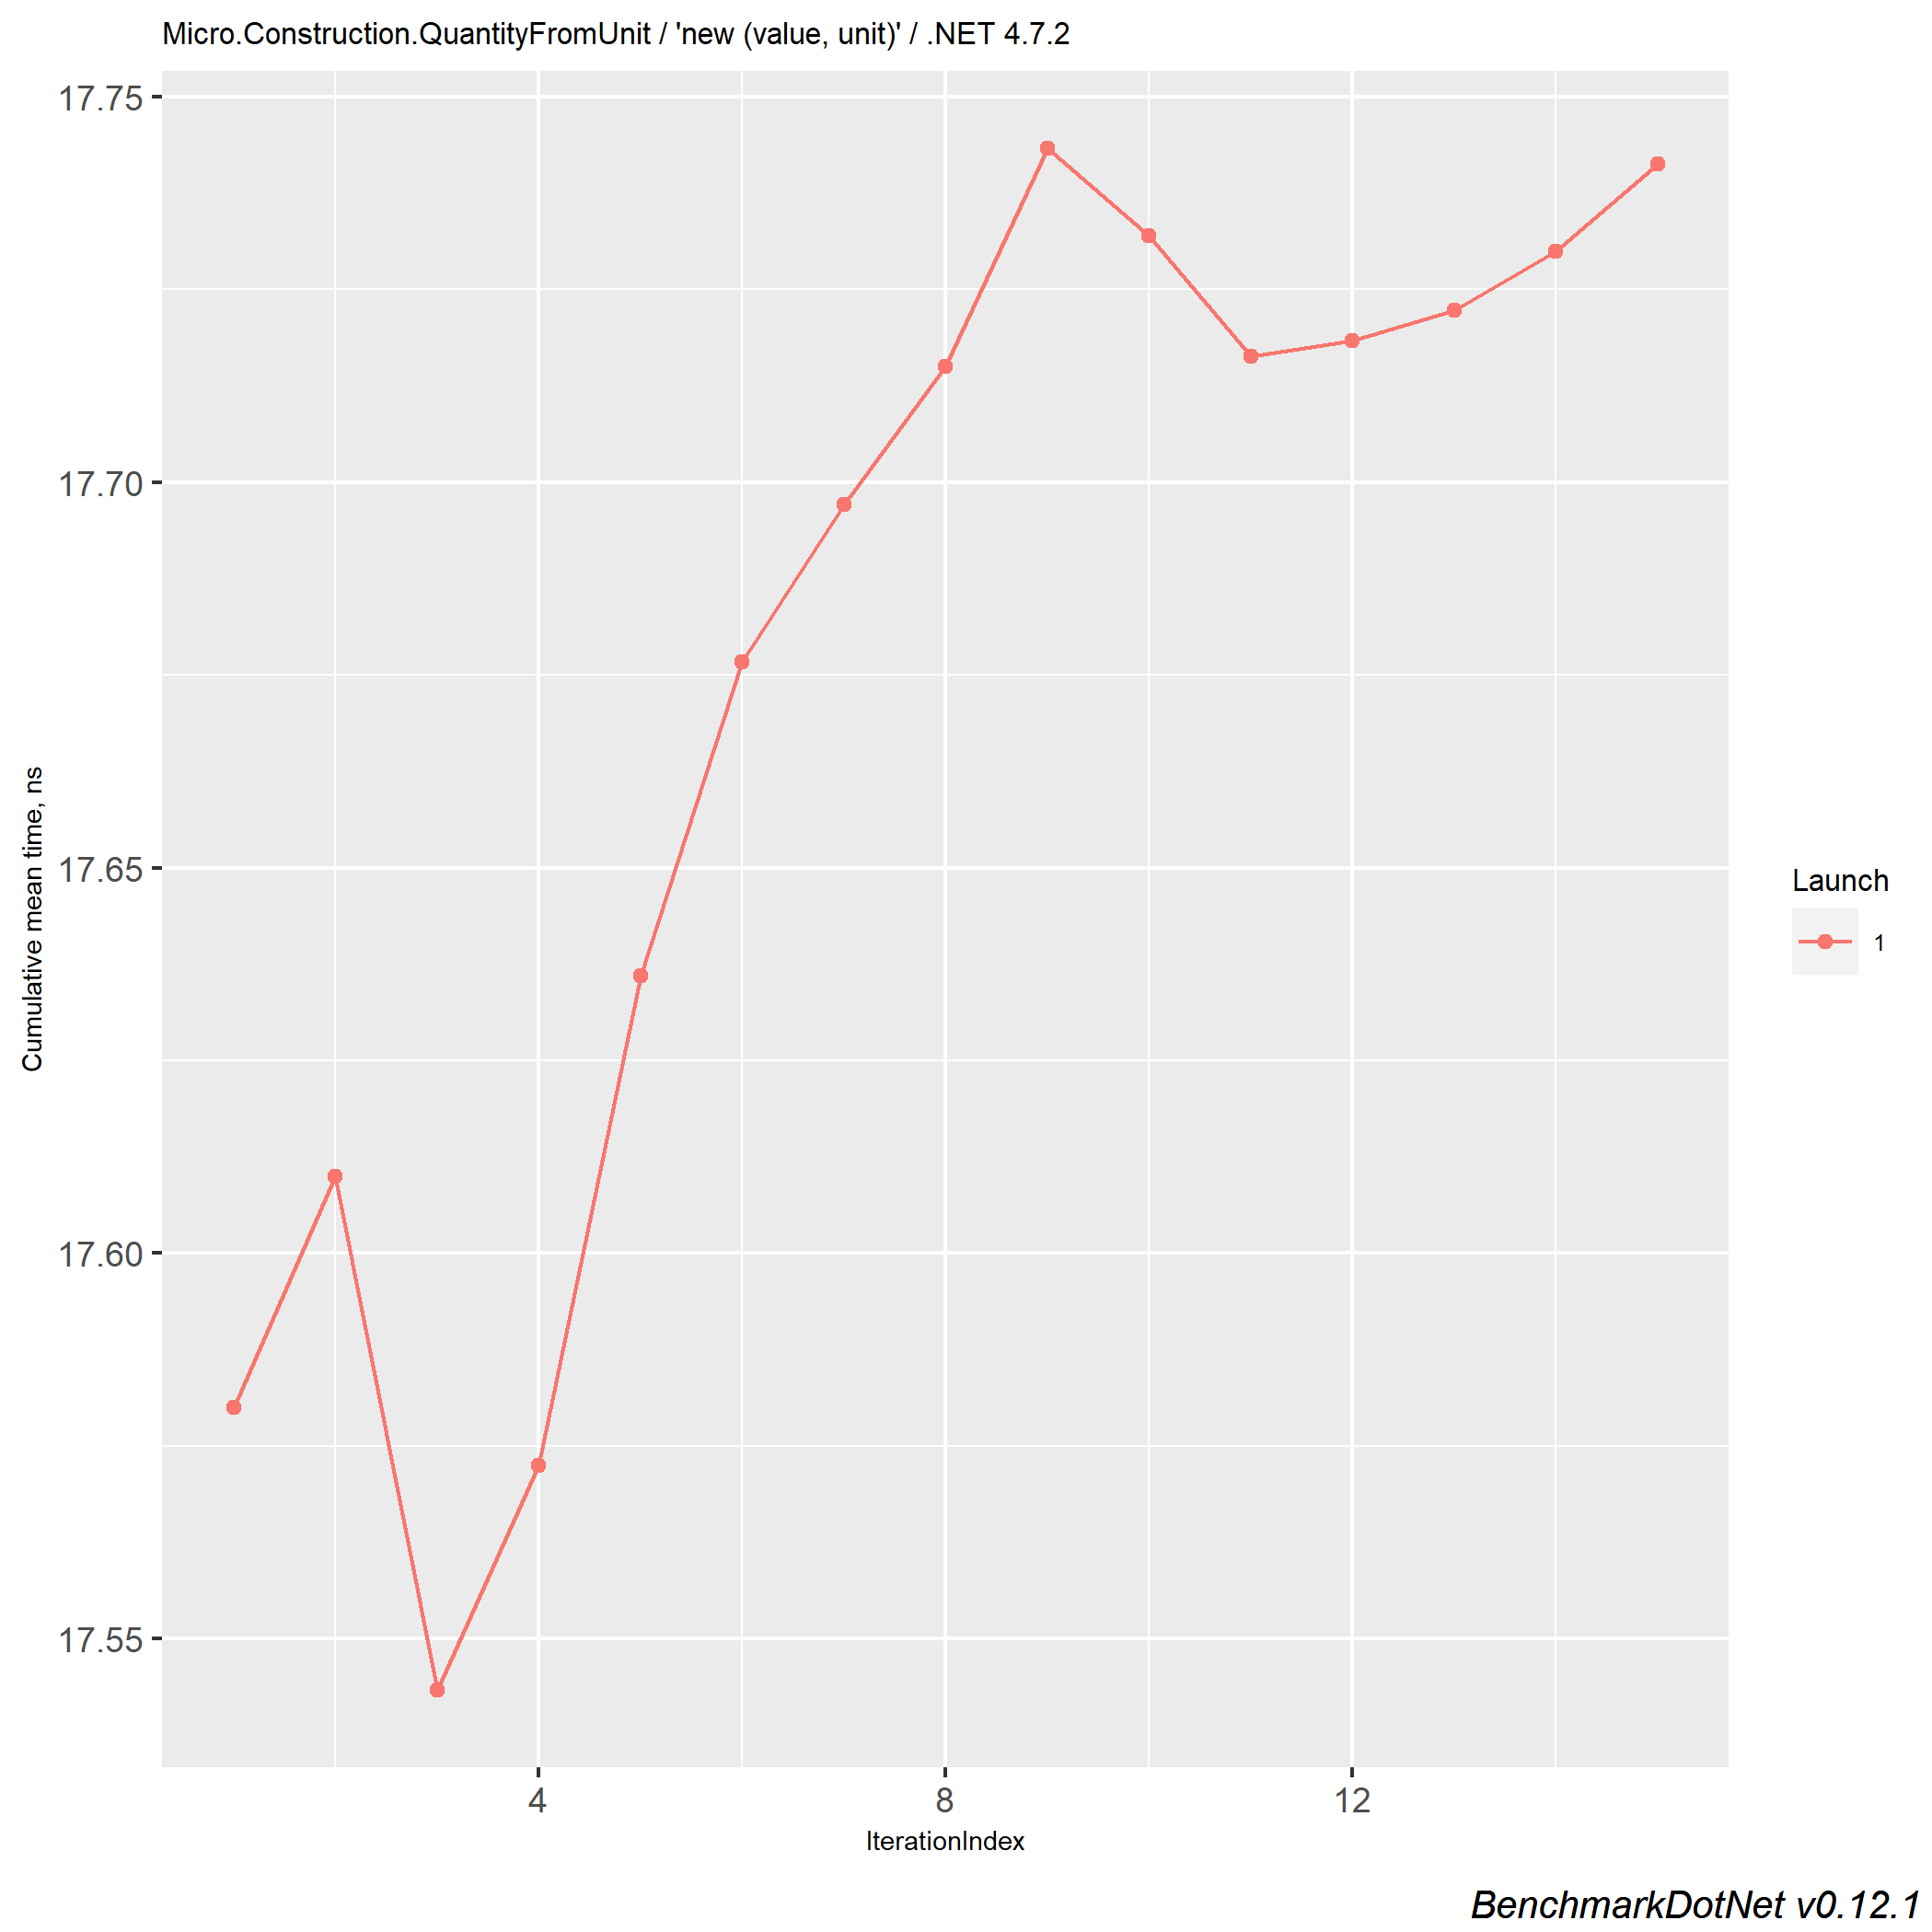 Micro.Construction.QuantityFromUnit / 'new (value, unit)' / .NET 4.7.2
17.75
17.70
17.65
17.60
17.55
Cumulative mean time, ns
4
8
12
IterationIndex
Launch
1
BenchmarkDotNet v0.12.1